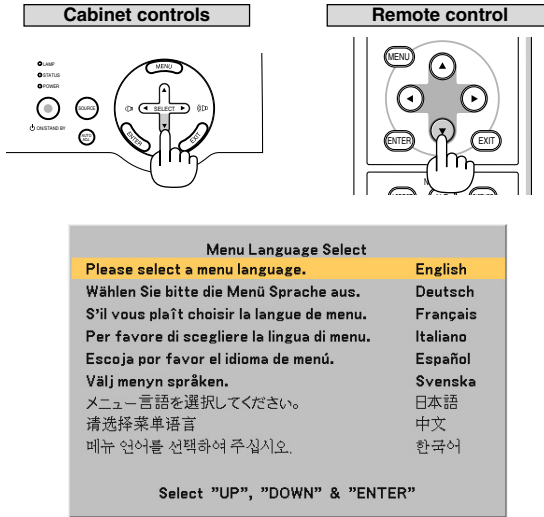 Cabinet controls
Remote control
LAMP
STATUS
POWER
ON/STAND BY
SOURCE
AUTO ADJ.
MENU
SELECT
ENTER
EXIT
MENU
ENTER
EXIT
Menu Language Select
Please select a menu language. English
Wählen Sie bitte die Menü Sprache aus. Deutsch
S'il vous plaît choisir la langue de menu. Français
Per favore di scegliere la lingua di menu. Italiano
Escoja por favor el idioma de menú. Español
Välj menyn språken. Svenska
メニュー言語を選択してください。 日本語
请选择菜单语言 中文
메뉴 언어를 선택하여 주십시오. 한국어
Select ”UP”, ”DOWN” & ”ENTER”